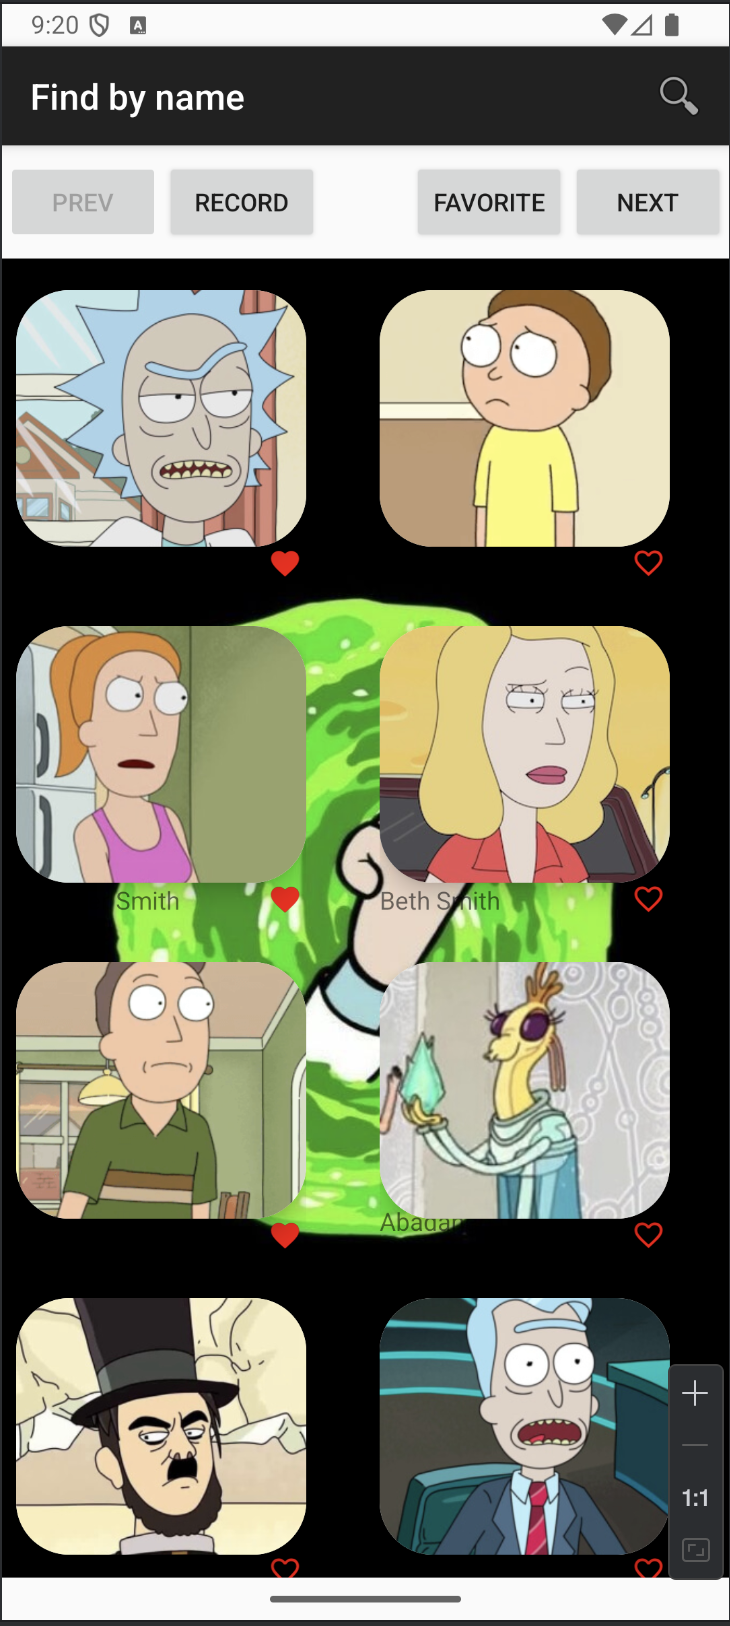 9:20
A
Find by name
PREV
RECORD
FAVORITE
NEXT
Smith
Beth Smith
1:1